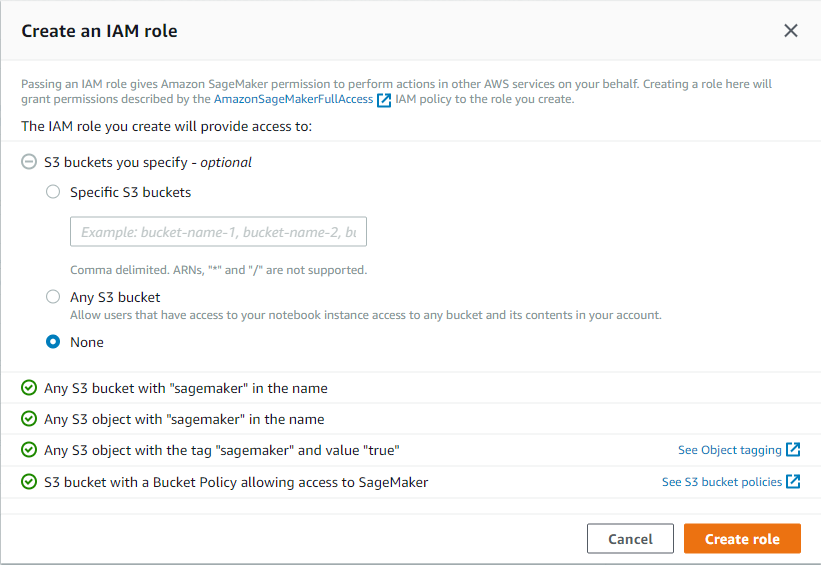 Create an IAM role
Passing an IAM role gives Amazon SageMaker permission to perform actions in other AWS services on your behalf. Creating a role here will
grant permissions described by the AmazonSageMakerFullAccess IAM policy to the role you create.
The IAM role you create will provide access to:
S3 buckets you specify - optional
Specific S3 buckets
Example: bucket-name-1, bucket-name-2, bu
Comma delimited. ARNs, "*" and "/" are not supported.
Any S3 bucket
Allow users that have access to your notebook instance access to any bucket and its contents in your account.
None
Any S3 bucket with "sagemaker" in the name
Any S3 object with "sagemaker" in the name
Any S3 object with the tag "sagemaker" and value "true" See Object tagging
S3 bucket with a Bucket Policy allowing access to SageMaker See S3 bucket policies
Cancel Create role